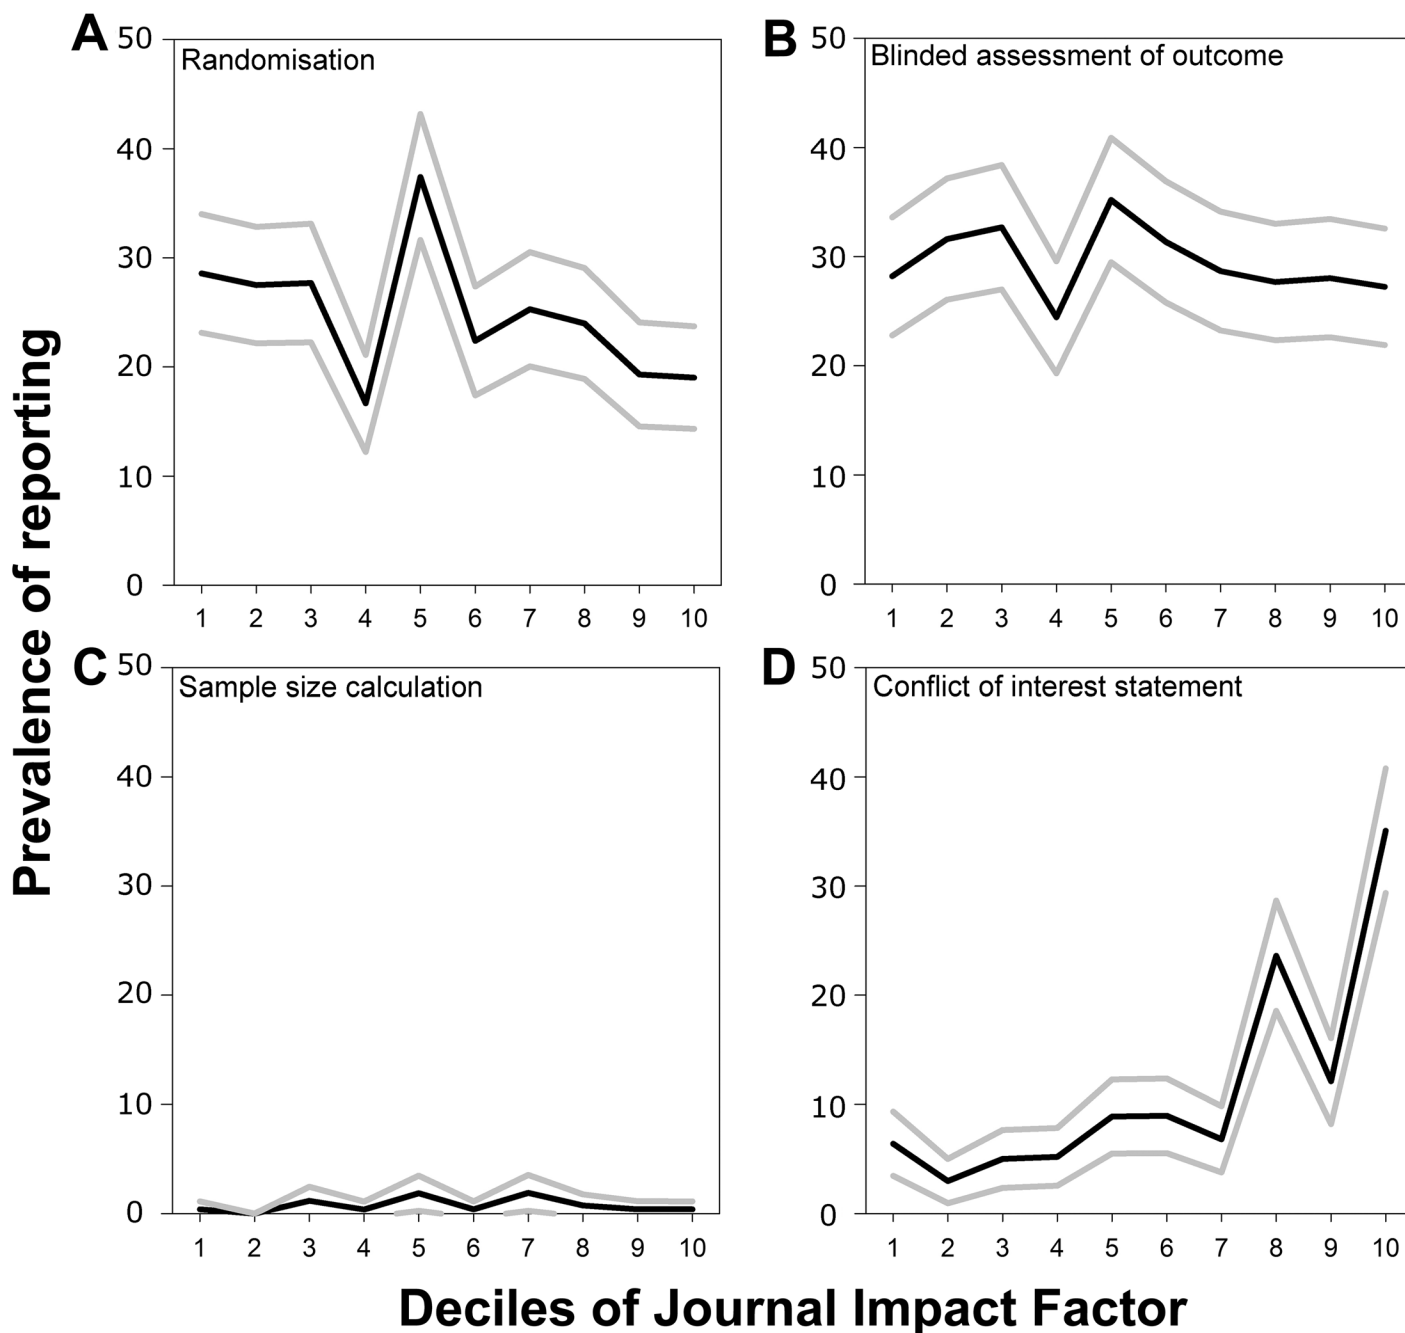 Prevalence of reporting
A
Randomisation
50
40
30
20
10
0
1 2 3 4 5 6 7 8 9 10
B
Blinded assessment of outcome
50
40
30
20
10
0
1 2 3 4 5 6 7 8 9 10
C
Sample size calculation
50
40
30
20
10
0
1 2 3 4 5 6 7 8 9 10
D
Conflict of interest statement
50
40
30
20
10
0
1 2 3 4 5 6 7 8 9 10
Deciles of Journal Impact Factor